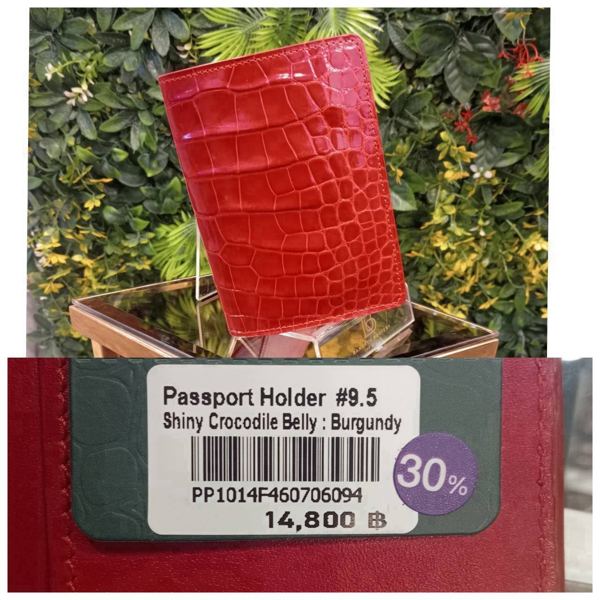 Passport Holder #9.5
Shiny Crocodile Belly : Burgundy
PP1014F460706094
30%
14,800 ฿